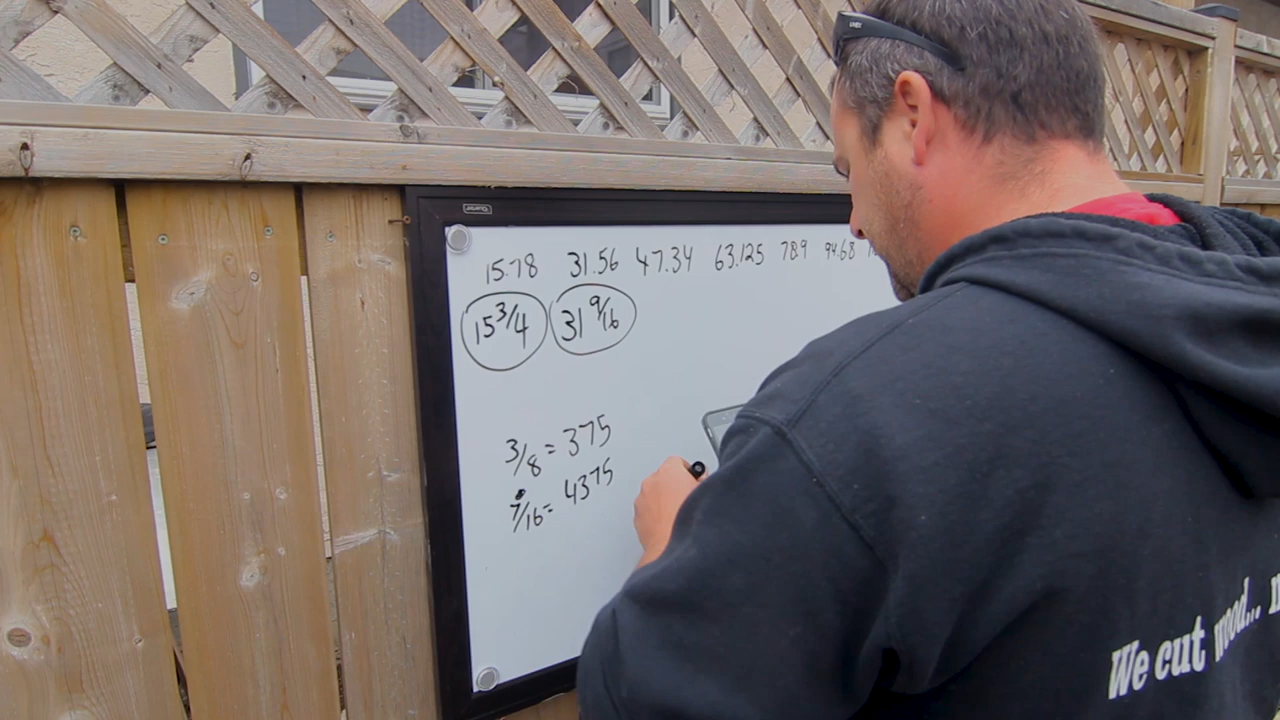 Quartet
15.78 31.56 47.34 63.125 78.9 94.68
15 3/4 31 9/16
3/8 = 375
7/16 = 4375
We cut wood...